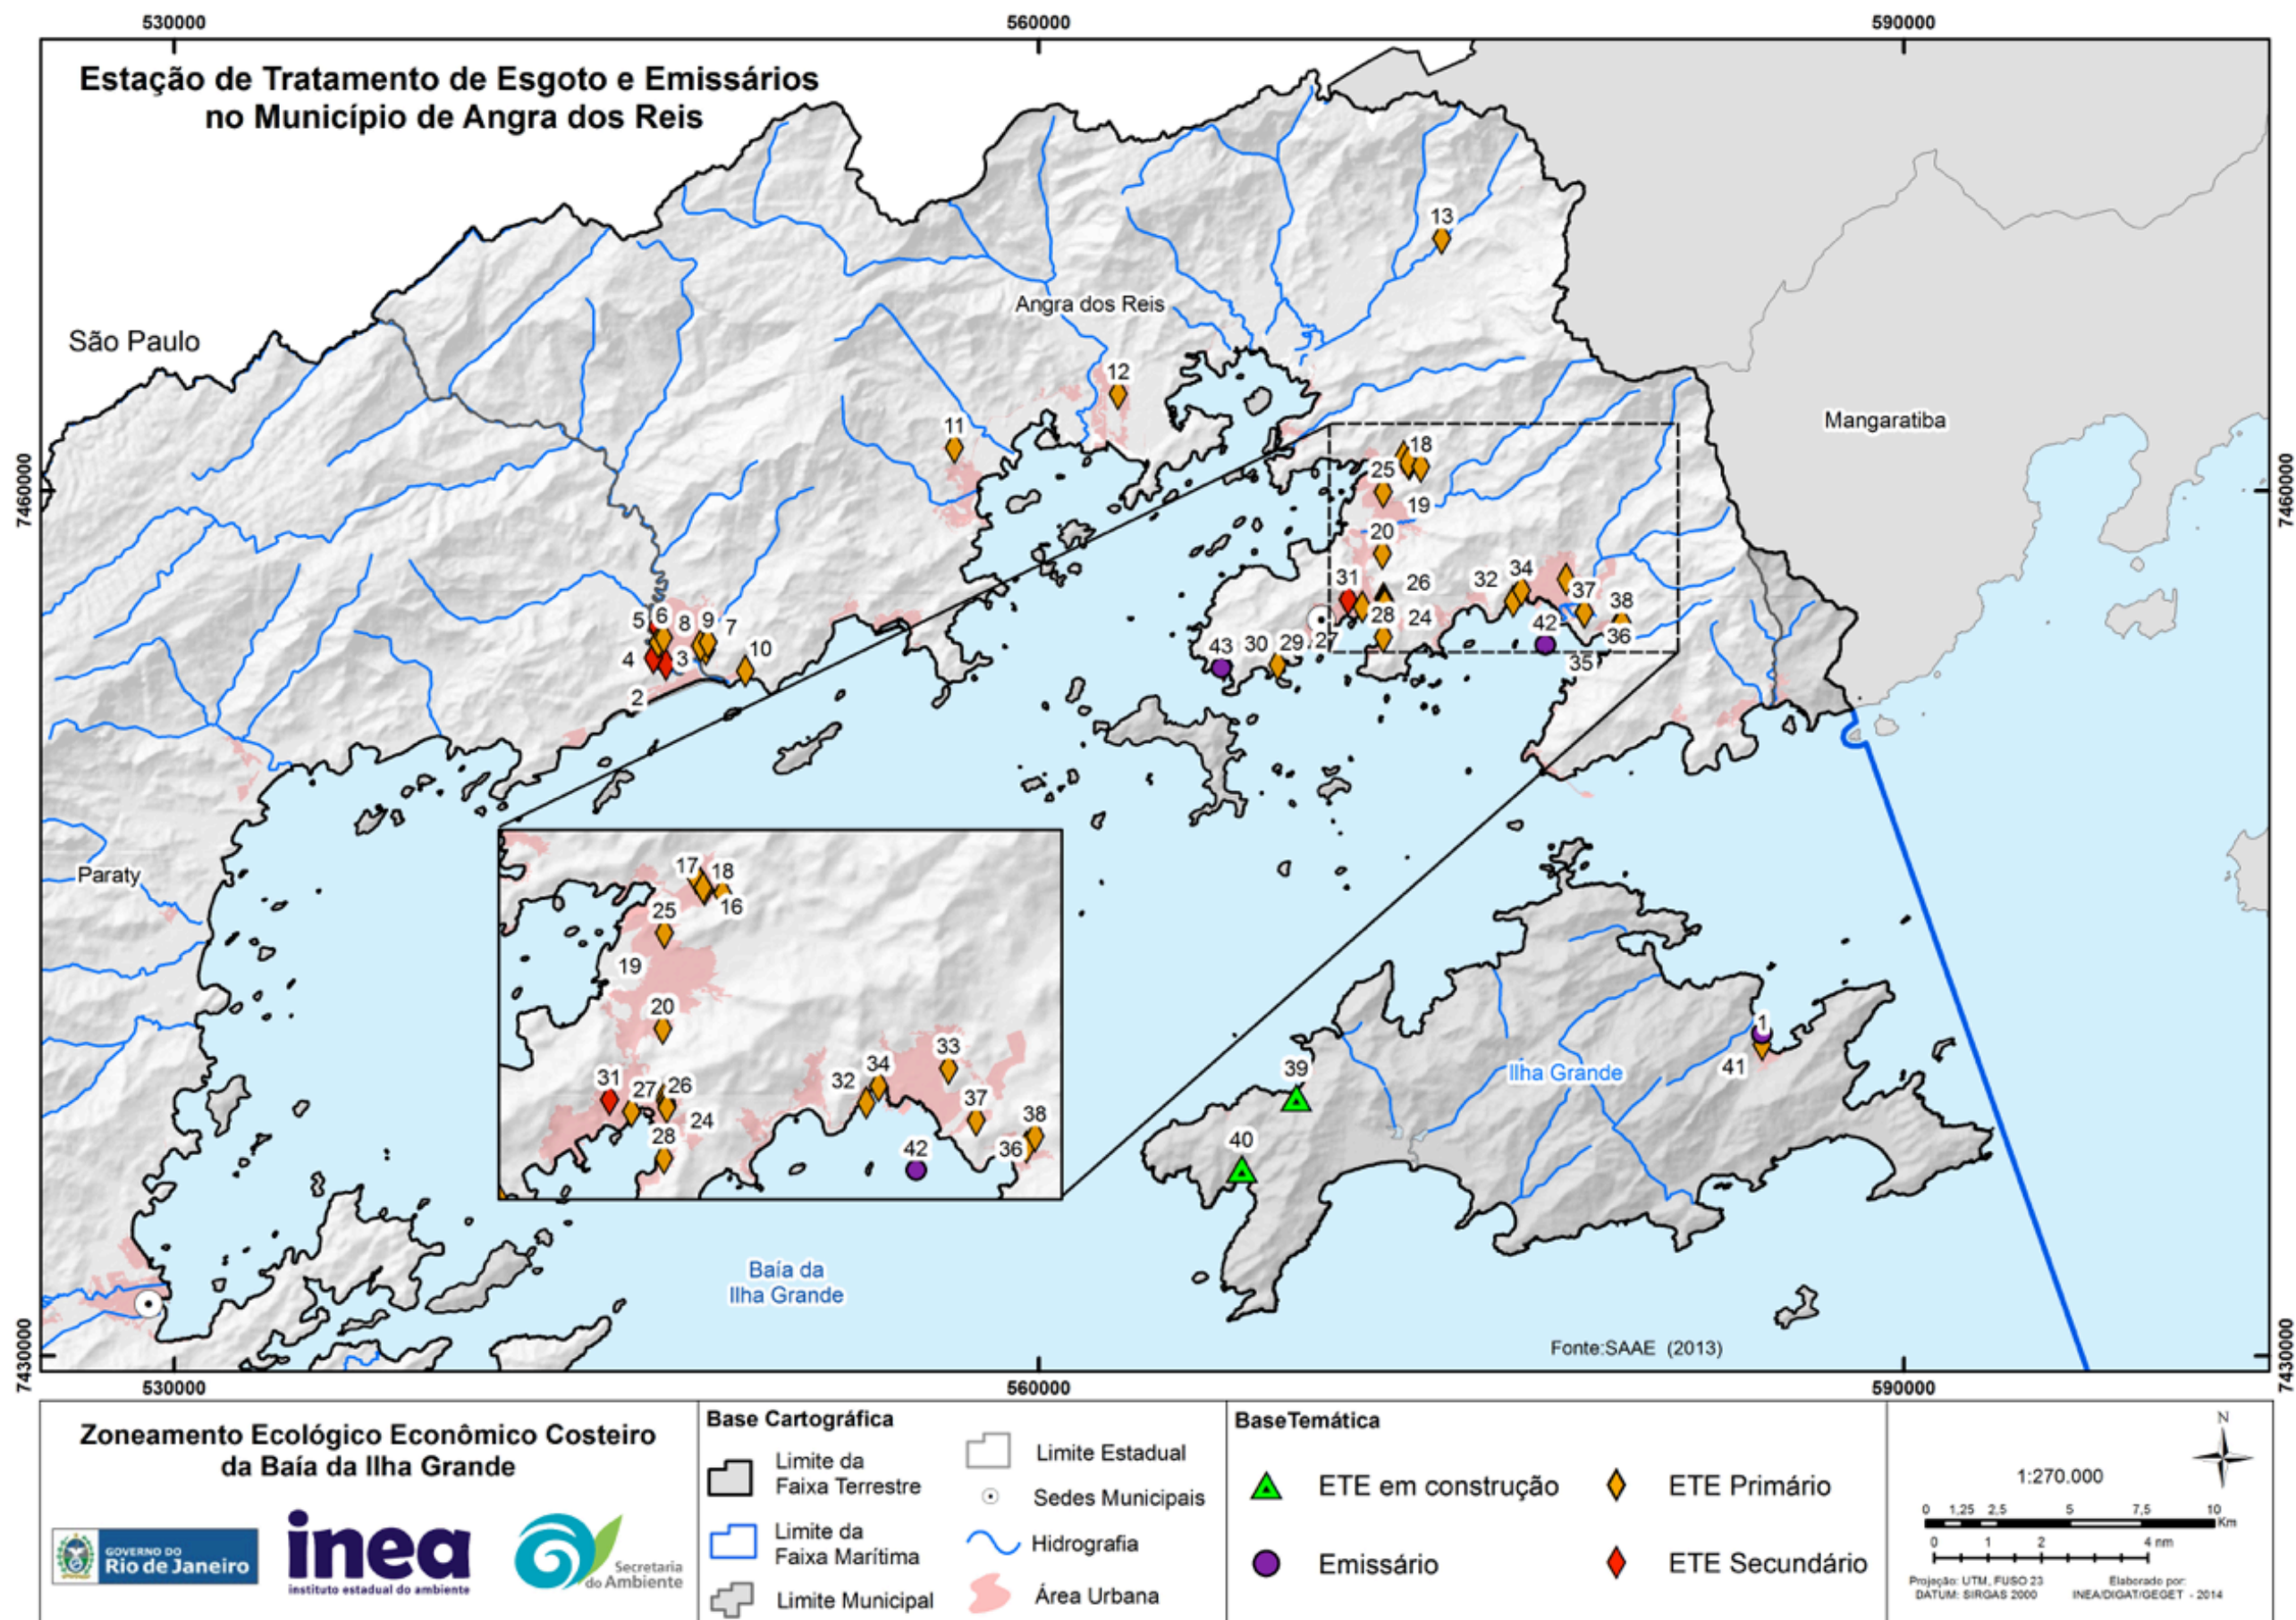 530000
560000
590000
Estação de Tratamento de Esgoto e Emissários
no Município de Angra dos Reis
13
Angra dos Reis
São Paulo
12
Mangaratiba
11
18
25
7460000
7460000
19
20
34
31
26
32
37
38
5
6
8
9
7
28
24
42
36
10
43
30
29
27
35
4
3
2
Paraty
17
18
16
25
19
20
1
33
34
39
41
Ilha Grande
31
27
26
32
37
24
38
40
28
42
36
Baía da
Ilha Grande
Fonte:SAAE (2013)
7430000
7430000
530000
560000
590000
Zoneamento Ecológico Econômico Costeiro
da Baía da Ilha Grande
GOVERNO DO
Rio de Janeiro
inea
instituto estadual do ambiente
Secretaria
do Ambiente
Base Cartográfica
Limite da
Faixa Terrestre
Limite da
Faixa Marítima
Limite Municipal
Limite Estadual
Sedes Municipais
Hidrografia
Área Urbana
BaseTemática
ETE em construção
ETE Primário
Emissário
ETE Secundário
N
1:270.000
0 1,25 2,5 5 7,5 10
Km
0 1 2 4 nm
Projeção: UTM, FUSO 23
DATUM: SIRGAS 2000
Elaborado por:
INEA/DIGAT/GEGET - 2014